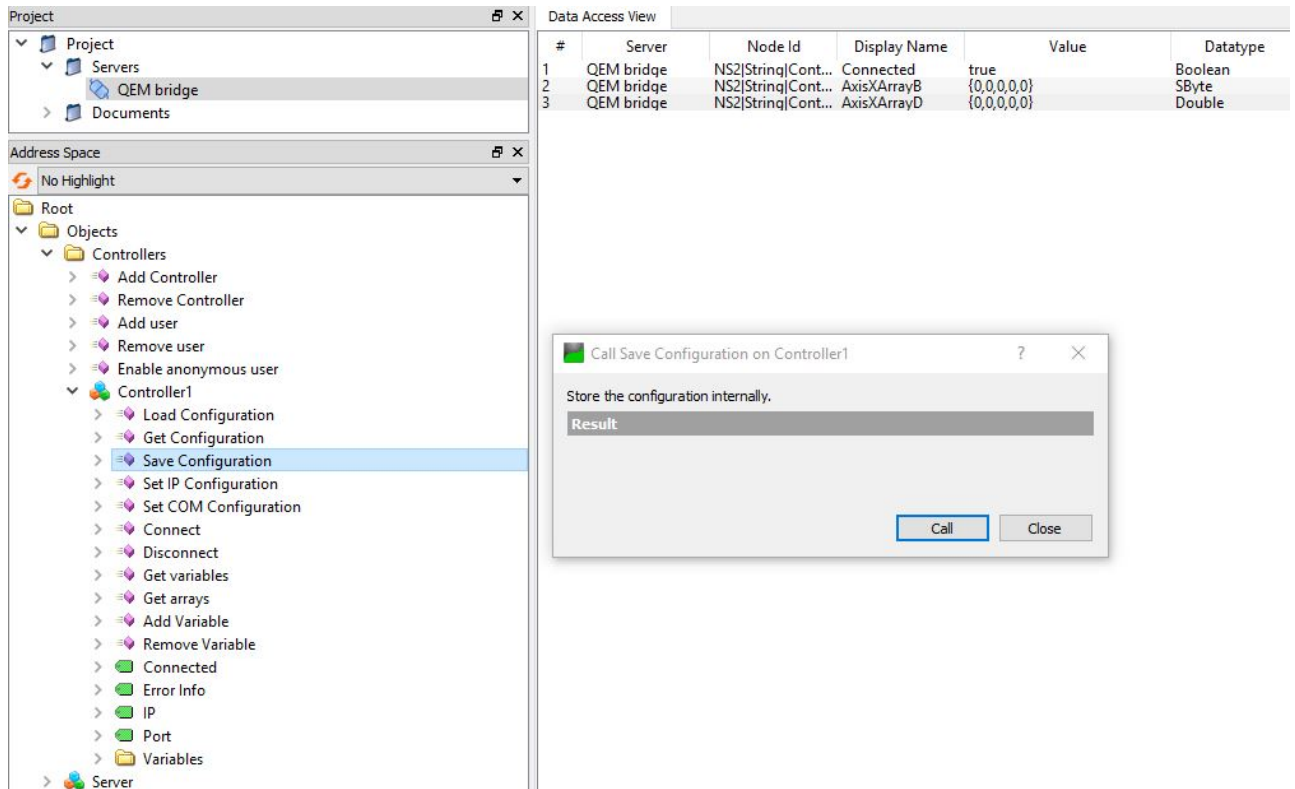 Project
Project
Servers
QEM bridge
Documents
Address Space
No Highlight
Root
Objects
Controllers
Add Controller
Remove Controller
Add user
Remove user
Enable anonymous user
Controller1
Load Configuration
Get Configuration
Save Configuration
Set IP Configuration
Set COM Configuration
Connect
Disconnect
Get variables
Get arrays
Add Variable
Remove Variable
Connected
Error Info
IP
Port
Variables
Server
Data Access View
# Server Node Id Display Name Value Datatype
1 QEM bridge NS2|String|Cont... Connected true Boolean
2 QEM bridge NS2|String|Cont... AxisXArrayB {0,0,0,0,0} SByte
3 QEM bridge NS2|String|Cont... AxisXArrayD {0,0,0,0,0} Double
Call Save Configuration on Controller1 ?
Store the configuration internally.
Result
Call Close